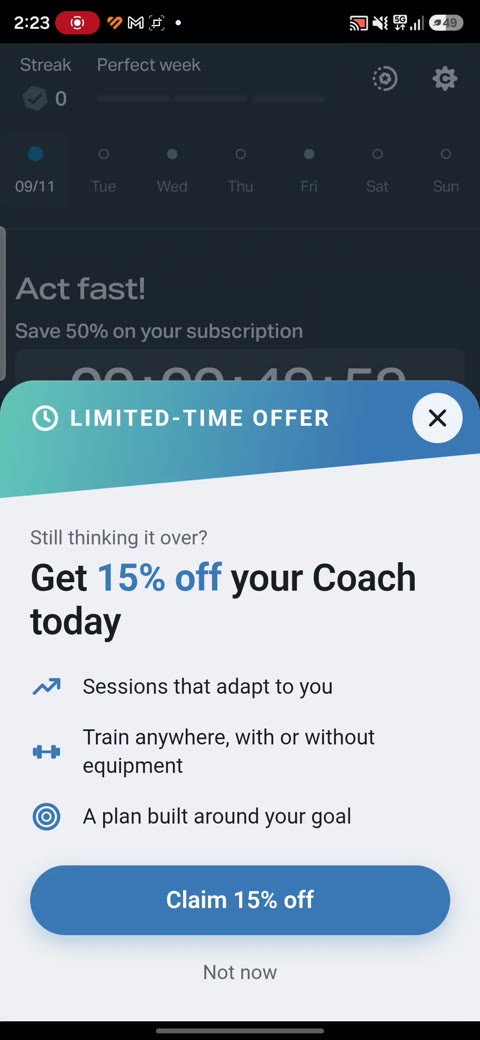 2:23
5G
49
Streak
Perfect week
0
09/11
Tue
Wed
Thu
Fri
Sat
Sun
Act fast!
Save 50% on your subscription
LIMITED-TIME OFFER
Still thinking it over?
Get 15% off your Coach
today
Sessions that adapt to you
Train anywhere, with or without
equipment
A plan built around your goal
Claim 15% off
Not now